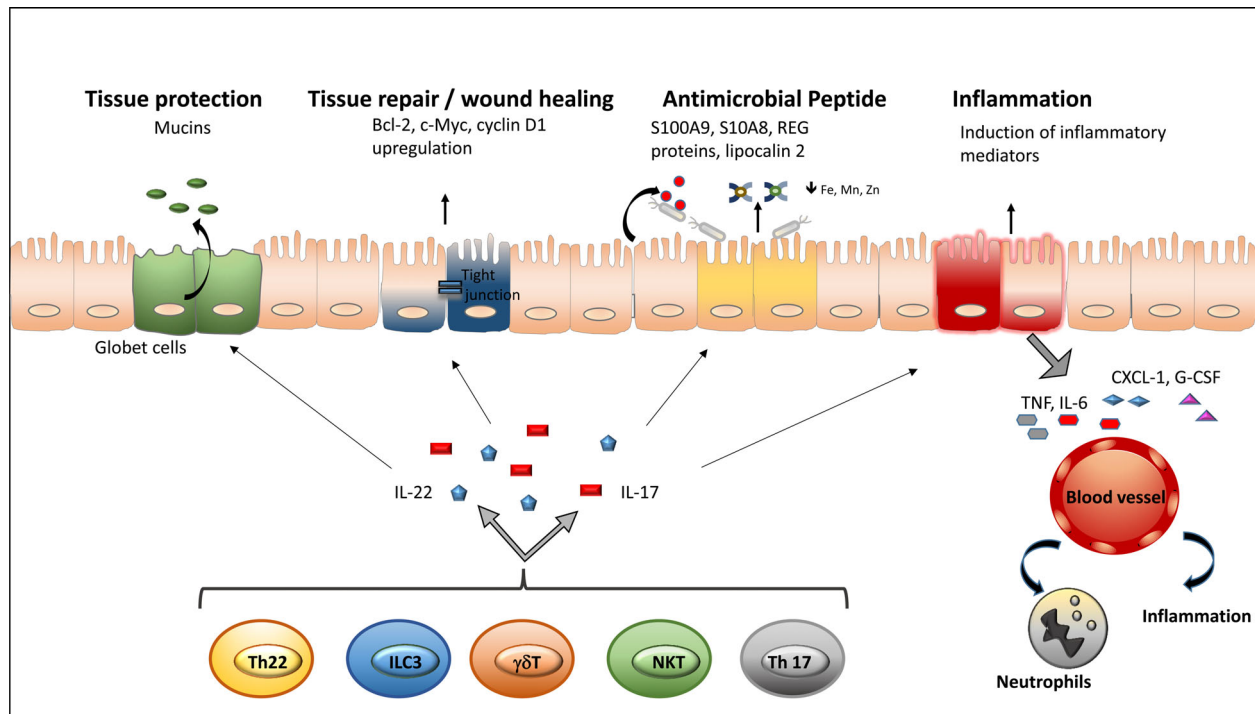 Tissue protection
Mucins
Tissue repair / wound healing
Bcl-2, c-Myc, cyclin D1
upregulation
Antimicrobial Peptide
S100A9, S10A8, REG
proteins, lipocalin 2
Fe, Mn, Zn
Inflammation
Induction of inflammatory
mediators
Tight
junction
Globet cells
IL-22
IL-17
CXCL-1, G-CSF
TNF, IL-6
Blood vessel
Inflammation
Neutrophils
Th22
ILC3
γδT
NKT
Th 17